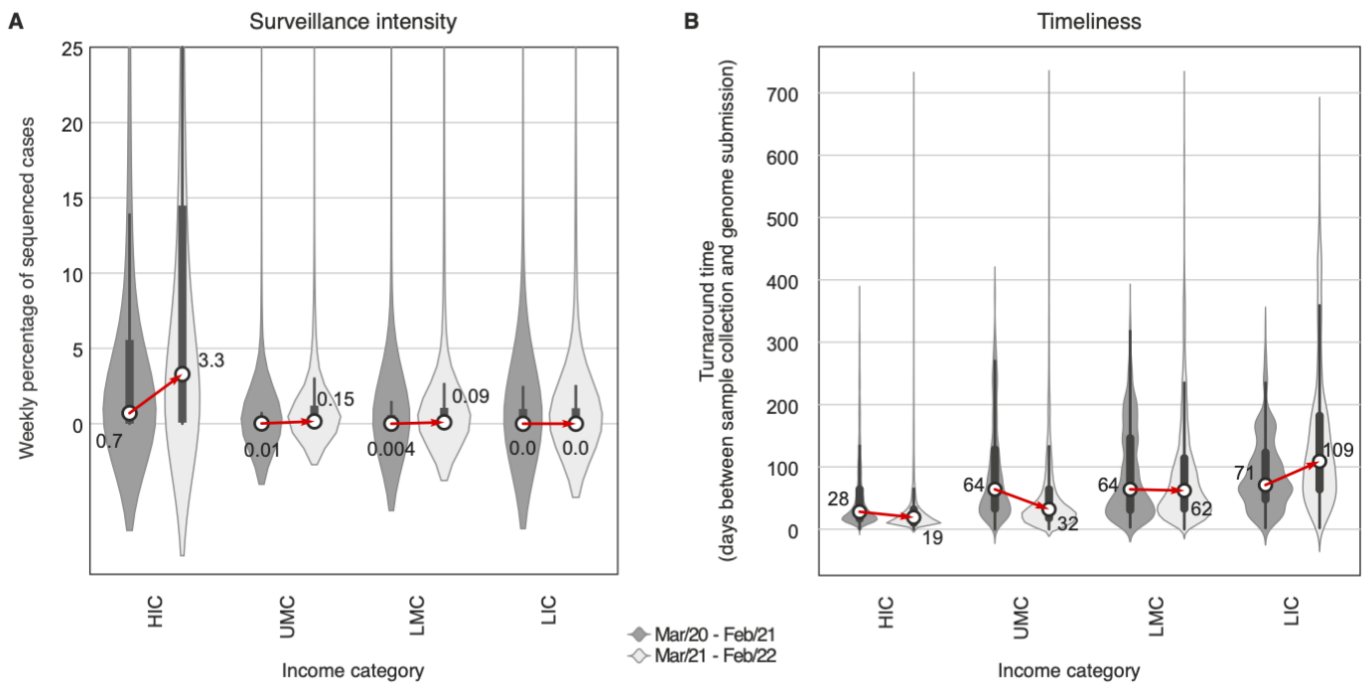 A
Surveillance intensity
Weekly percentage of sequenced cases
25
20
15
10
5
0
0.7
3.3
0.01
0.15
0.004
0.09
0.0
0.0
HIC
UMC
LMC
LIC
Income category
B
Timeliness
Turnaround time
(days between sample collection and genome submission)
700
600
500
400
300
200
100
0
28
19
64
32
64
62
71
109
HIC
UMC
LMC
LIC
Income category
Mar/20 - Feb/21
Mar/21 - Feb/22